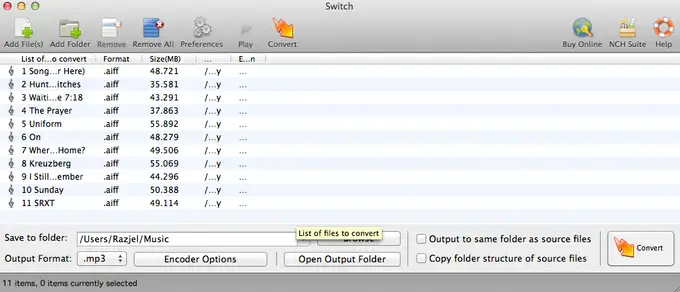 Switch
Add File(s) Add Folder Remove Remove All Preferences Play Convert Buy Online NCH Suite Help
List of...o convert Format Size(MB) ... E...n
1 Song...r Here) .aiff 48.721 /...y ...
2 Hunt...itches .aiff 35.581 /...y ...
3 Waiti...e 7:18 .aiff 43.291 /...y ...
4 The Prayer .aiff 37.863 /...y ...
5 Uniform .aiff 55.892 /...y ...
6 On .aiff 48.279 /...y ...
7 Wher...Home? .aiff 49.506 /...y ...
8 Kreuzberg .aiff 55.069 /...y ...
9 I Still...ember .aiff 44.296 /...y ...
10 Sunday .aiff 50.388 /...y ...
11 SRXT .aiff 49.114 /...y ...
List of files to convert
Save to folder: /Users/Razjel/Music Browse Output to same folder as source files Convert
Output Format: .mp3 Encoder Options Open Output Folder Copy folder structure of source files
11 items, 0 items currently selected